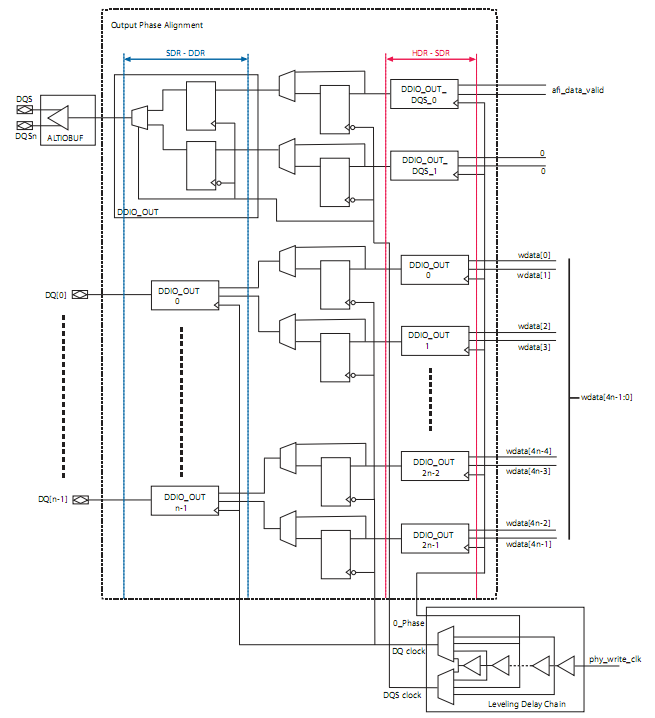 Output Phase Alignment
SDR - DDR
HDR - SDR
DQS
DQSn
ALTIOBUF
DDIO_OUT_
DQS_0
afi_data_valid
DDIO_OUT_
DQS_1
0
0
DDIO_OUT
DDIO_OUT
0
wdata[0]
wdata[1]
DQ[0]
DDIO_OUT
0
DDIO_OUT
1
wdata[2]
wdata[3]
wdata[4n-1:0]
DDIO_OUT
2n-2
wdata[4n-4]
wdata[4n-3]
DQ[n-1]
DDIO_OUT
n-1
DDIO_OUT
2n-1
wdata[4n-2]
wdata[4n-1]
0_Phase
DQ clock
phy_write_clk
DQS clock
Leveling Delay Chain